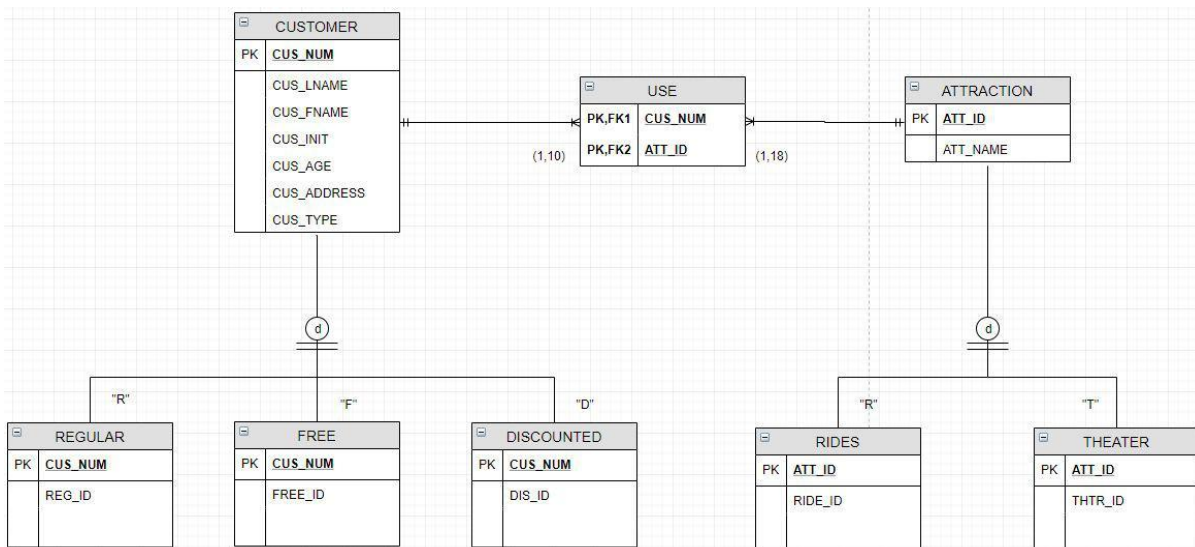 CUSTOMER
PK CUS_NUM
CUS_LNAME
CUS_FNAME
CUS_INIT
CUS_AGE
CUS_ADDRESS
CUS_TYPE
USE
PK,FK1 CUS_NUM
PK,FK2 ATT_ID
(1,10)
(1,18)
ATTRACTION
PK ATT_ID
ATT_NAME
d
d
"R"
"F"
"D"
"R"
"T"
REGULAR
PK CUS_NUM
REG_ID
FREE
PK CUS_NUM
FREE_ID
DISCOUNTED
PK CUS_NUM
DIS_ID
RIDES
PK ATT_ID
RIDE_ID
THEATER
PK ATT_ID
THTR_ID